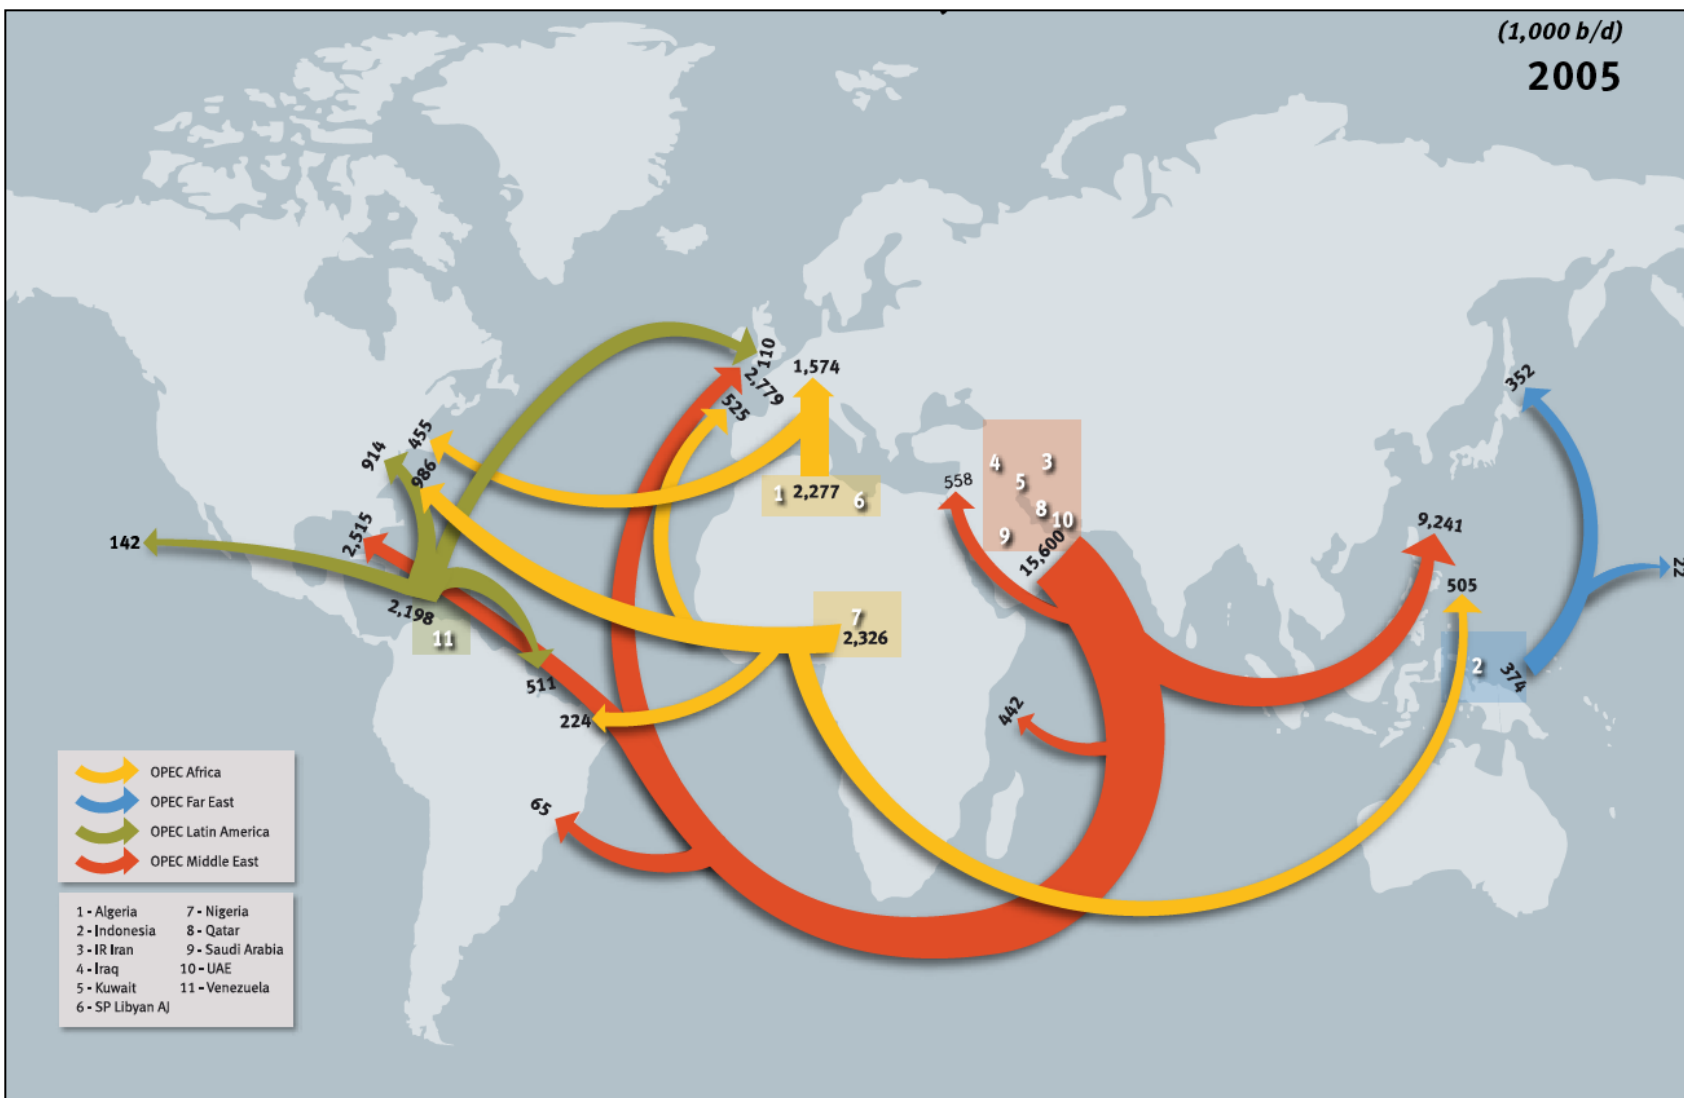 (1,000 b/d)
2005
110
2,779
525
1,574
914
455
986
2,515
142
2,198
11
511
224
65
1
2,277
6
7
2,326
558
4
3
5
8
10
9
15,600
442
9,241
505
2
374
352
22
OPEC Africa
OPEC Far East
OPEC Latin America
OPEC Middle East
1 - Algeria
2 - Indonesia
3 - IR Iran
4 - Iraq
5 - Kuwait
6 - SP Libyan AJ
7 - Nigeria
8 - Qatar
9 - Saudi Arabia
10 - UAE
11 - Venezuela